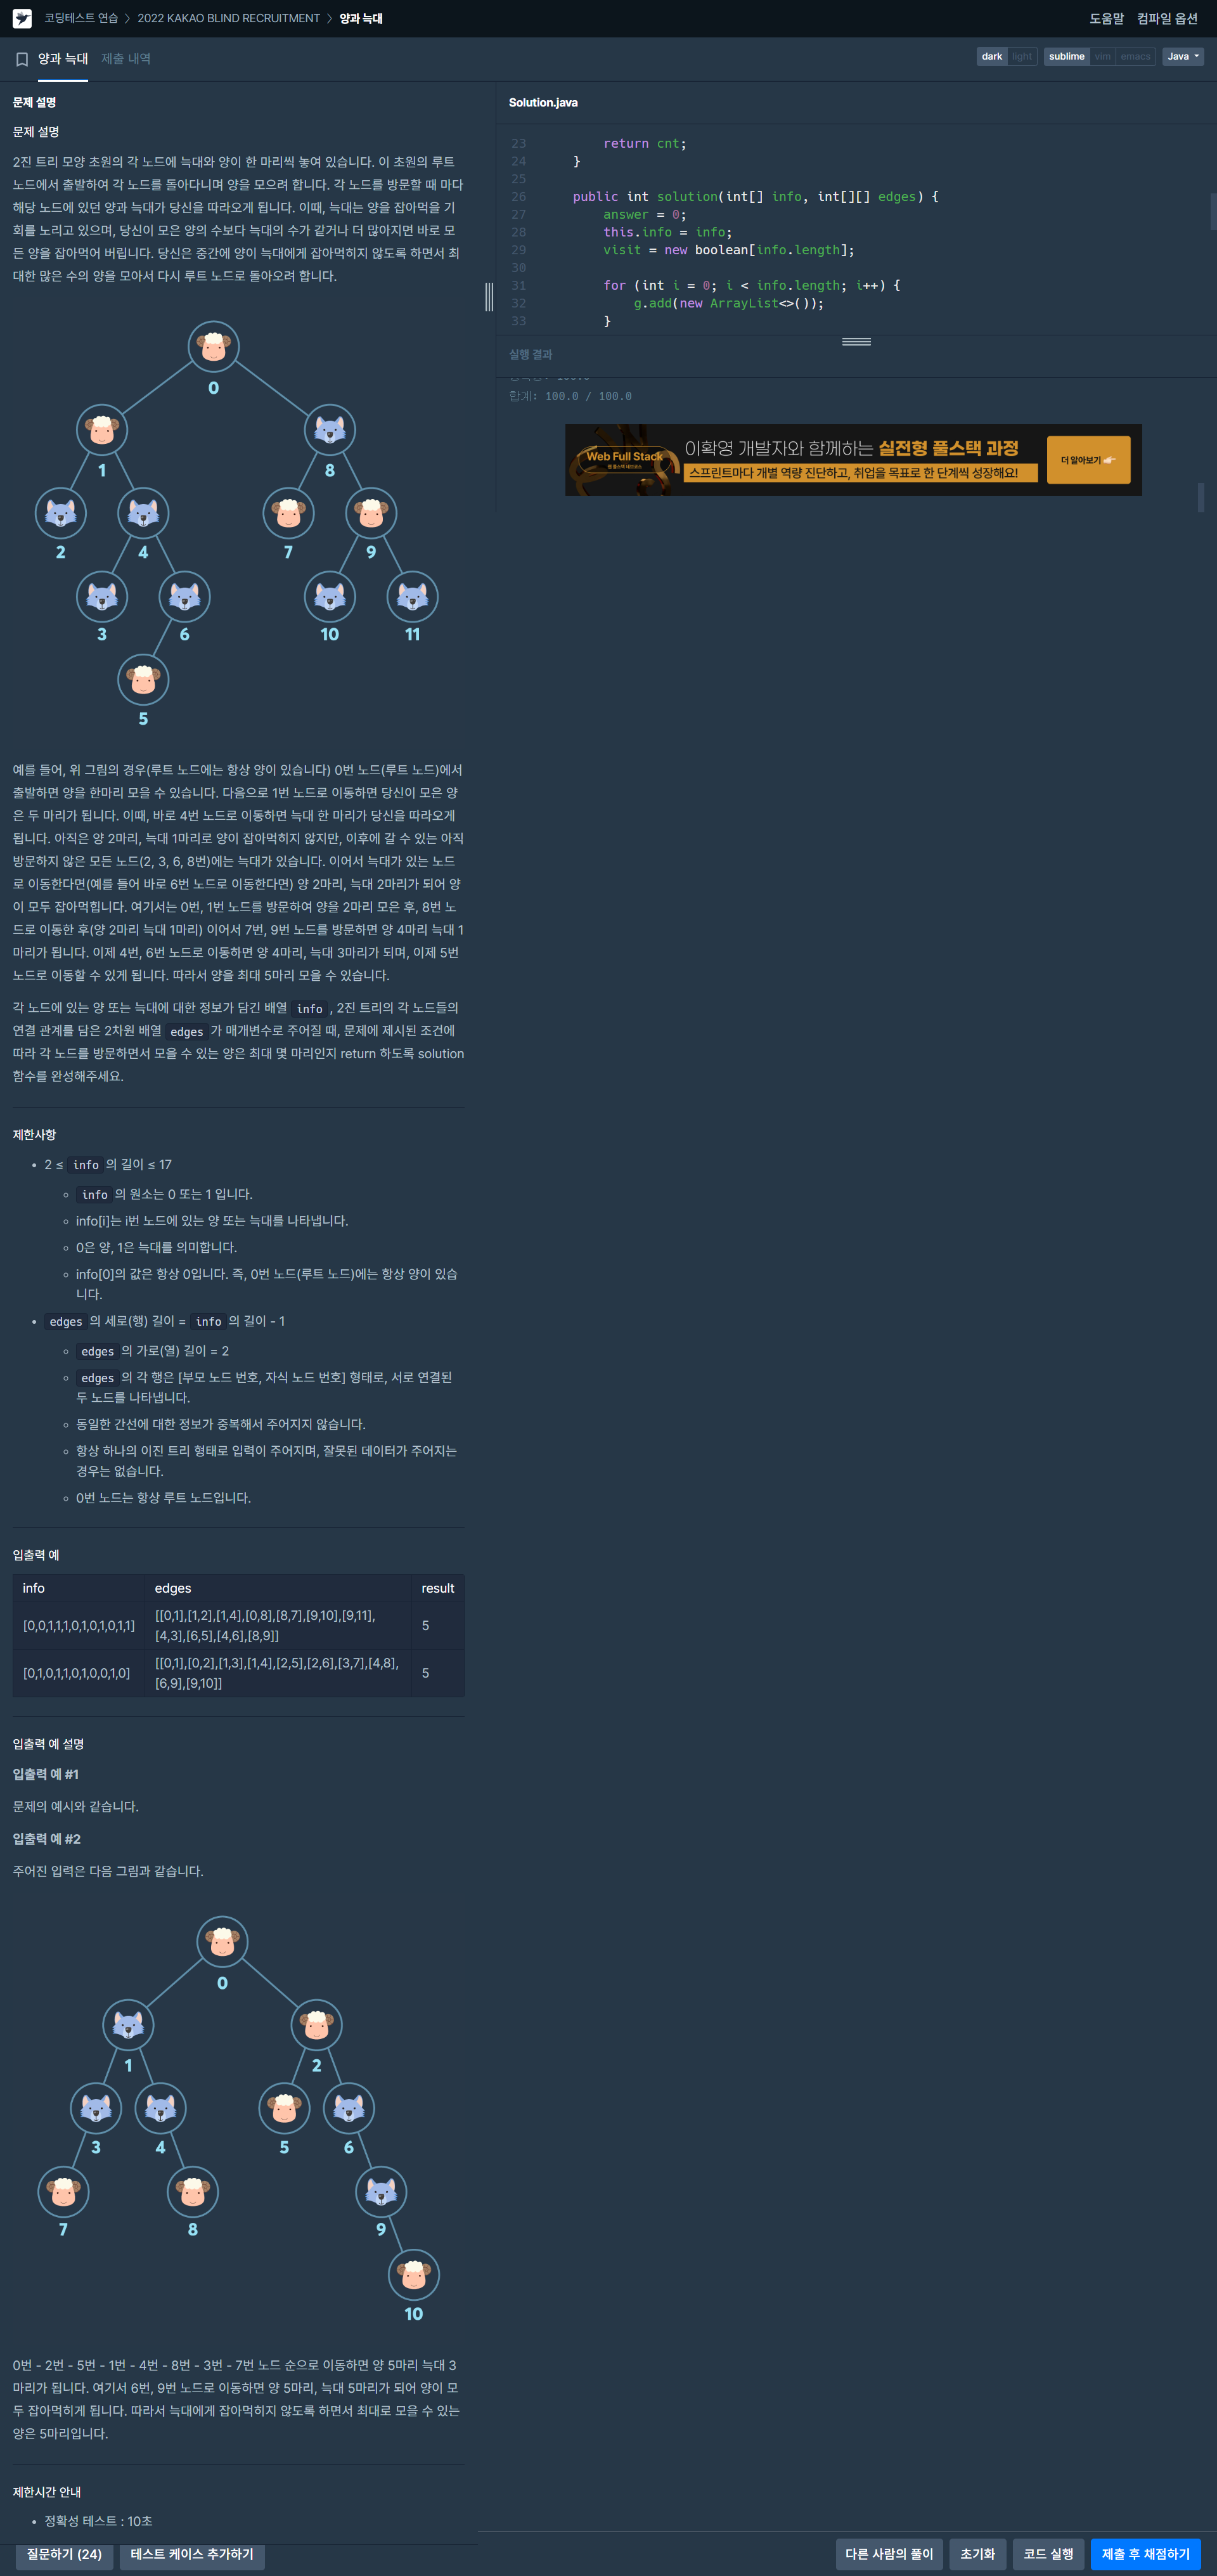 코딩테스트 연습 > 2022 KAKAO BLIND RECRUITMENT > 양과 늑대
도움말 컴파일 옵션
양과 늑대 제출 내역
dark light sublime vim emacs Java
문제 설명
문제 설명
2진 트리 모양 초원의 각 노드에 늑대와 양이 한 마리씩 놓여 있습니다. 이 초원의 루트
노드에서 출발하여 각 노드를 돌아다니며 양을 모으려 합니다. 각 노드를 방문할 때 마다
해당 노드에 있던 양과 늑대가 당신을 따라오게 됩니다. 이때, 늑대는 양을 잡아먹을 기
회를 노리고 있으며, 당신이 모은 양의 수보다 늑대의 수가 같거나 더 많아지면 바로 모
든 양을 잡아먹어 버립니다. 당신은 중간에 양이 늑대에게 잡아먹히지 않도록 하면서 최
대한 많은 수의 양을 모아서 다시 루트 노드로 돌아오려 합니다.
0
1 8
2 4 7 9
3 6 10 11
5
예를 들어, 위 그림의 경우(루트 노드에는 항상 양이 있습니다) 0번 노드(루트 노드)에서
출발하면 양을 한마리 모을 수 있습니다. 다음으로 1번 노드로 이동하면 당신이 모은 양
은 두 마리가 됩니다. 이때, 바로 4번 노드로 이동하면 늑대 한 마리가 당신을 따라오게
됩니다. 아직은 양 2마리, 늑대 1마리로 양이 잡아먹히지 않지만, 이후에 갈 수 있는 아직
방문하지 않은 모든 노드(2, 3, 6, 8번)에는 늑대가 있습니다. 이어서 늑대가 있는 노드
로 이동한다면(예를 들어 바로 6번 노드로 이동한다면) 양 2마리, 늑대 2마리가 되어 양
이 모두 잡아먹힙니다. 여기서는 0번, 1번 노드를 방문하여 양을 2마리 모은 후, 8번 노
드로 이동한 후(양 2마리 늑대 1마리) 이어서 7번, 9번 노드를 방문하면 양 4마리 늑대 1
마리가 됩니다. 이제 4번, 6번 노드로 이동하면 양 4마리, 늑대 3마리가 되며, 이제 5번
노드로 이동할 수 있게 됩니다. 따라서 양을 최대 5마리 모을 수 있습니다.
각 노드에 있는 양 또는 늑대에 대한 정보가 담긴 배열 info, 2진 트리의 각 노드들의
연결 관계를 담은 2차원 배열 edges가 매개변수로 주어질 때, 문제에 제시된 조건에
따라 각 노드를 방문하면서 모을 수 있는 양은 최대 몇 마리인지 return 하도록 solution
함수를 완성해주세요.
제한사항
• 2 ≤ info의 길이 ≤ 17
◦ info의 원소는 0 또는 1 입니다.
◦ info[i]는 i번 노드에 있는 양 또는 늑대를 나타냅니다.
◦ 0은 양, 1은 늑대를 의미합니다.
◦ info[0]의 값은 항상 0입니다. 즉, 0번 노드(루트 노드)에는 항상 양이 있습
니다.
• edges의 세로(행) 길이 = info의 길이 - 1
◦ edges의 가로(열) 길이 = 2
◦ edges의 각 행은 [부모 노드 번호, 자식 노드 번호] 형태로, 서로 연결된
두 노드를 나타냅니다.
◦ 동일한 간선에 대한 정보가 중복해서 주어지지 않습니다.
◦ 항상 하나의 이진 트리 형태로 입력이 주어지며, 잘못된 데이터가 주어지는
경우는 없습니다.
◦ 0번 노드는 항상 루트 노드입니다.
입출력 예
info edges result
[0,0,1,1,1,0,1,0,1,0,1,1] [[0,1],[1,2],[1,4],[0,8],[8,7],[9,10],[9,11],
[4,3],[6,5],[4,6],[8,9]] 5
[0,1,0,1,1,0,1,0,0,1,0] [[0,1],[0,2],[1,3],[1,4],[2,5],[2,6],[3,7],[4,8],
[6,9],[9,10]] 5
입출력 예 설명
입출력 예 #1
문제의 예시와 같습니다.
입출력 예 #2
주어진 입력은 다음 그림과 같습니다.
0
1 2
3 4 5 6
7 8 9
10
0번 - 2번 - 5번 - 1번 - 4번 - 8번 - 3번 - 7번 노드 순으로 이동하면 양 5마리 늑대 3
마리가 됩니다. 여기서 6번, 9번 노드로 이동하면 양 5마리, 늑대 5마리가 되어 양이 모
두 잡아먹히게 됩니다. 따라서 늑대에게 잡아먹히지 않도록 하면서 최대로 모을 수 있는
양은 5마리입니다.
제한시간 안내
• 정확성 테스트 : 10초
Solution.java
23 return cnt;
24 }
25
26 public int solution(int[] info, int[][] edges) {
27 answer = 0;
28 this.info = info;
29 visit = new boolean[info.length];
30
31 for (int i = 0; i < info.length; i++) {
32 g.add(new ArrayList<>());
33 }
실행 결과
합계: 100.0 / 100.0
Web Full Stack
이확영 개발자와 함께하는 실전형 풀스택 과정
스프린트마다 개별 역량 진단하고, 취업을 목표로 한 단계씩 성장해요!
더 알아보기
질문하기 (24) 테스트 케이스 추가하기
다른 사람의 풀이 초기화 코드 실행 제출 후 채점하기